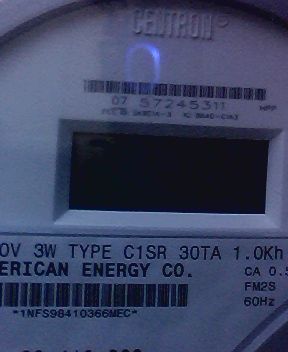 CENTRON®
07 57245311
0V 3W TYPE C1SR 30TA 1.0Kh
ERICAN ENERGY CO.
CA 0.5
FM2S
60Hz
*1NFS98410366MEC*